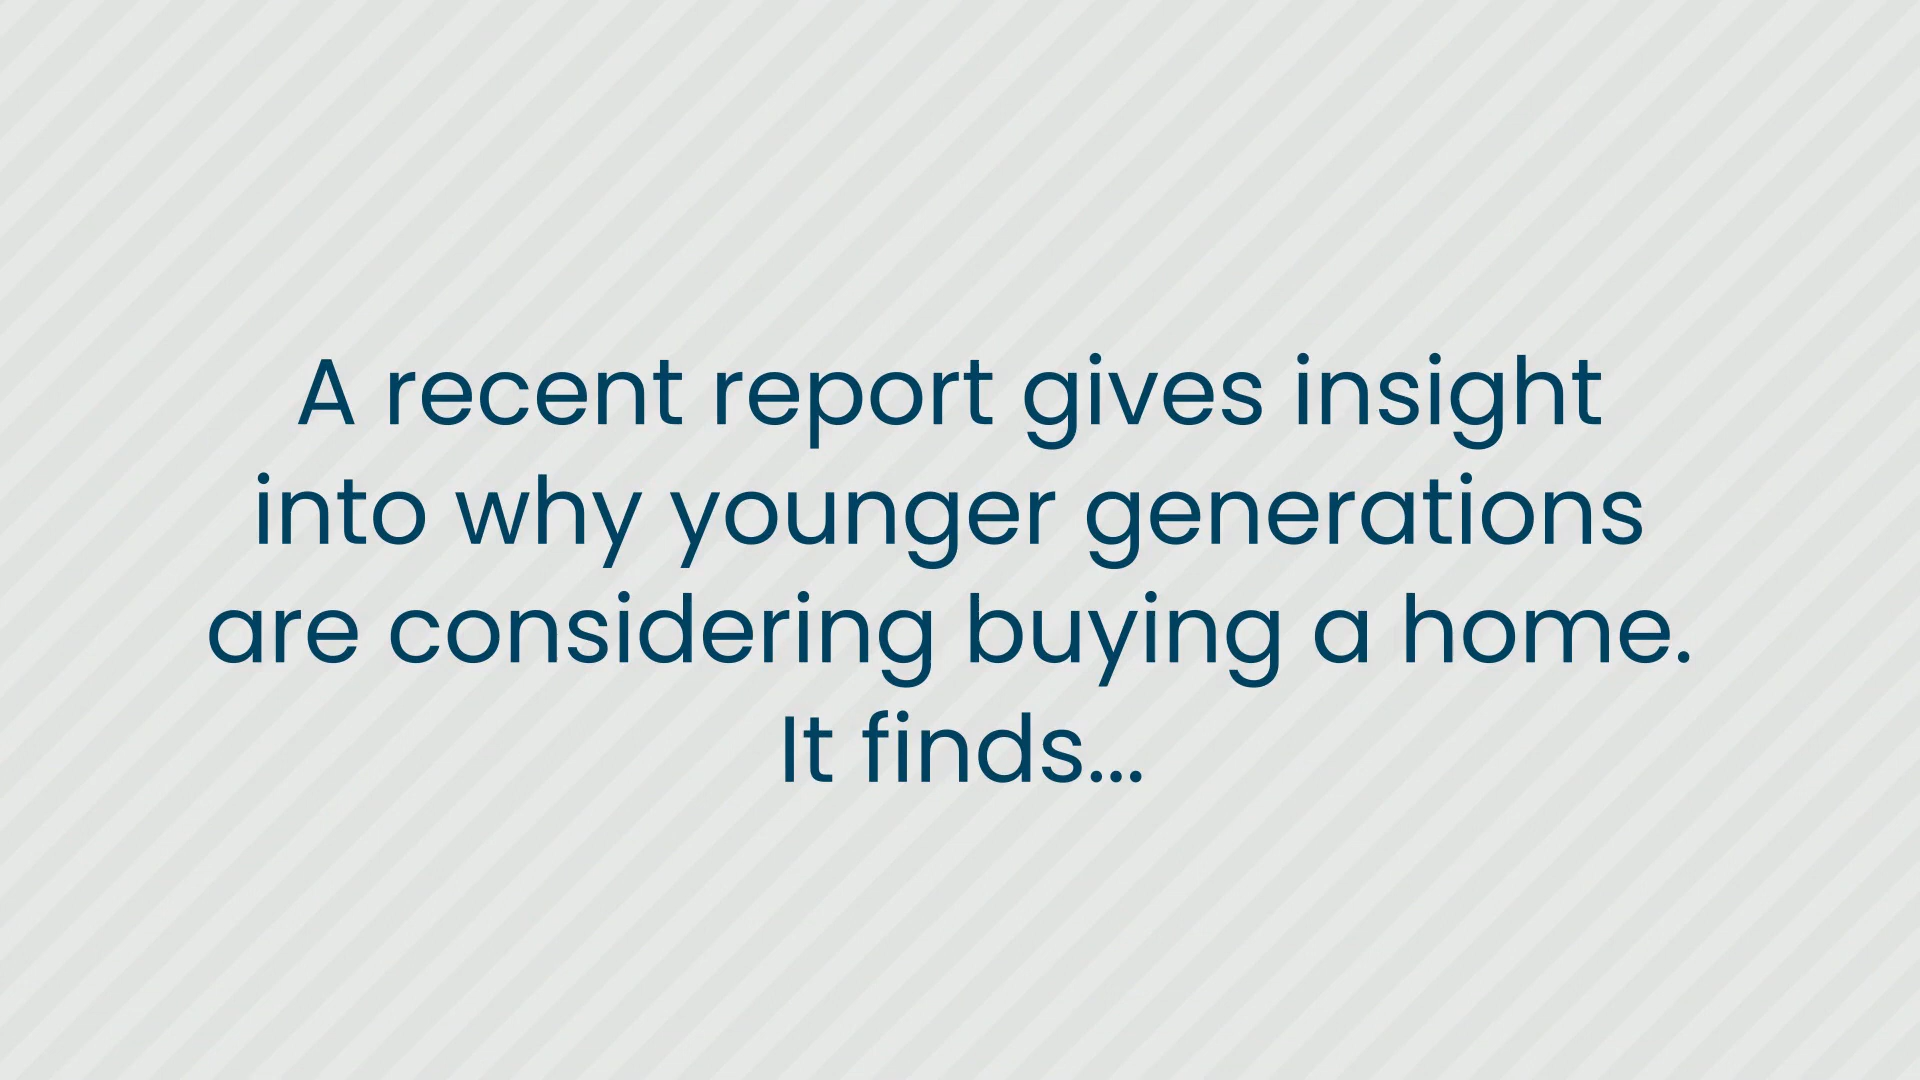 A recent report gives insight
into why younger generations
are considering buying a home.
It finds...